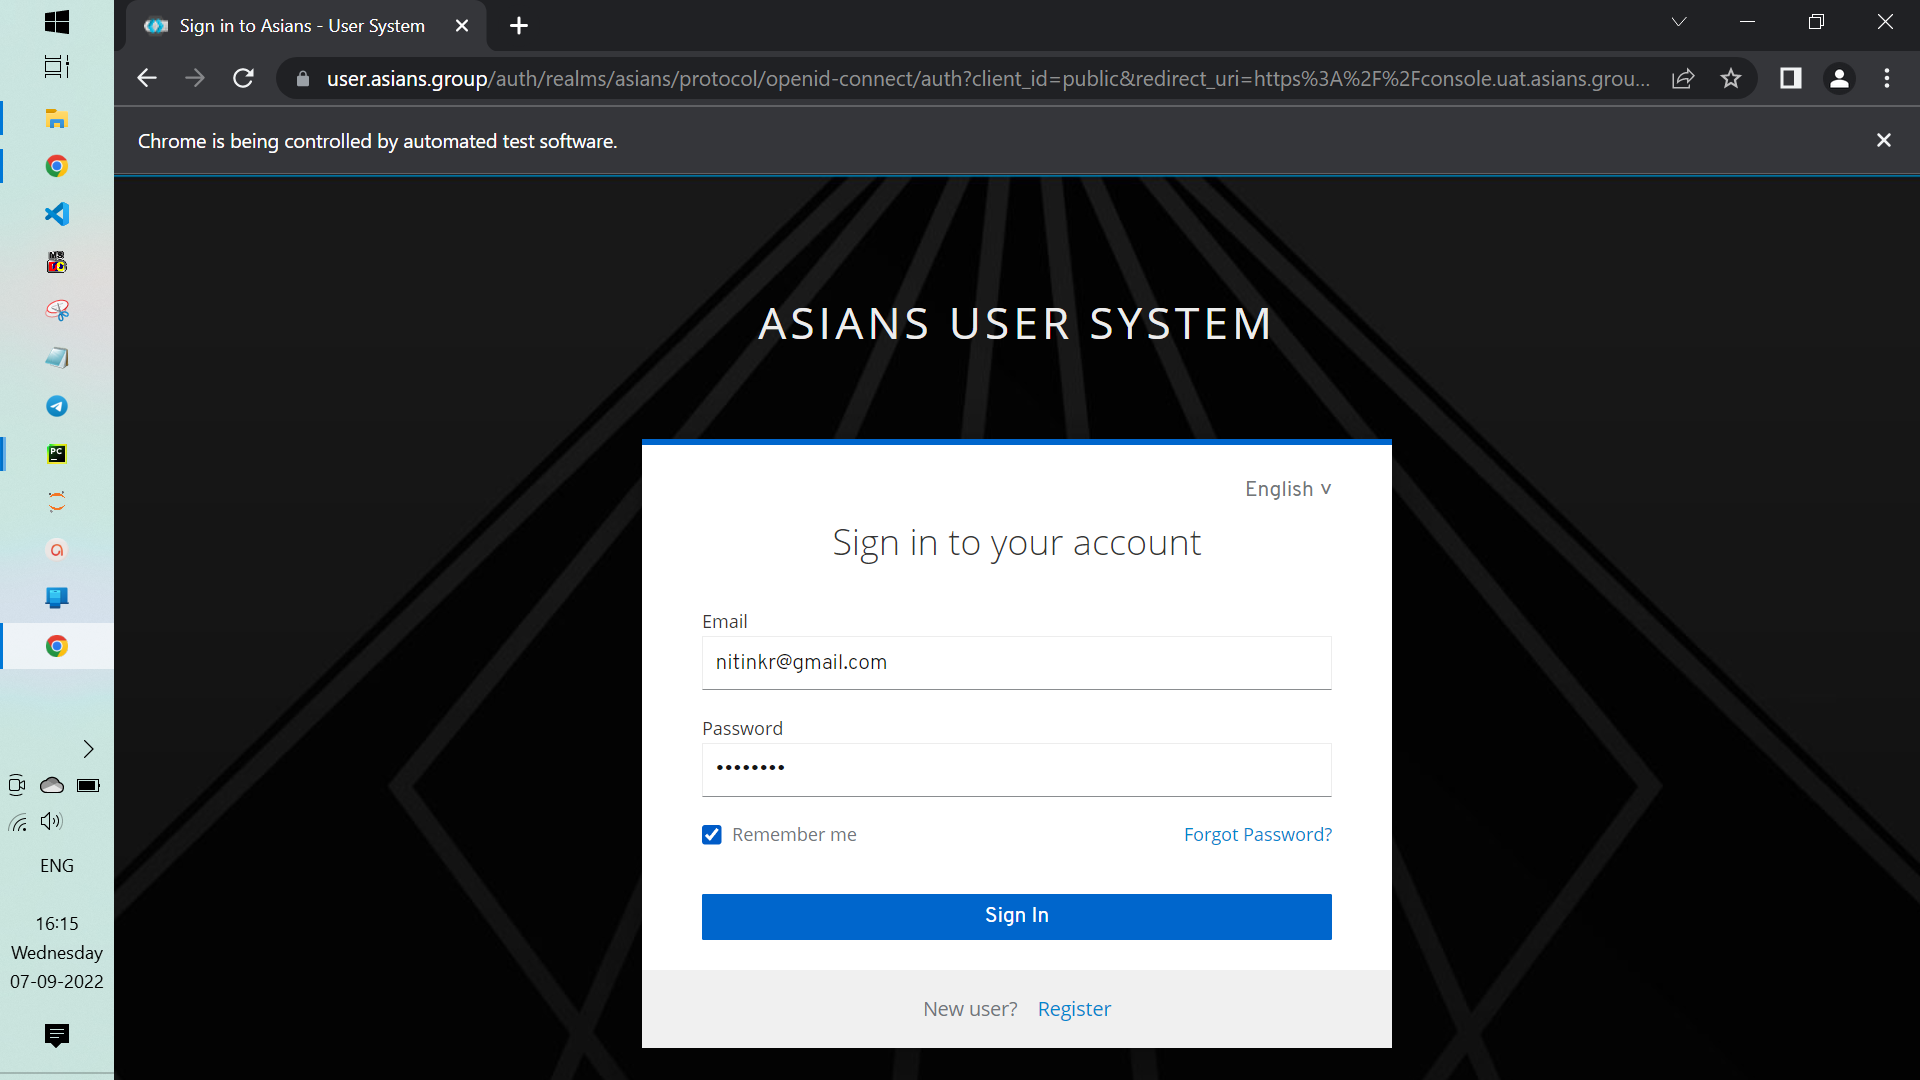 Sign in to Asians - User System
user.asians.group/auth/realms/asians/protocol/openid-connect/auth?client_id=public&redirect_uri=https%3A%2F%2Fconsole.uat.asians.grou...
Chrome is being controlled by automated test software.
ASIANS USER SYSTEM
English v
Sign in to your account
Email
nitinkr@gmail.com
Password
••••••••
Remember me
Forgot Password?
Sign In
New user? Register
PC
ENG
16:15
Wednesday
07-09-2022